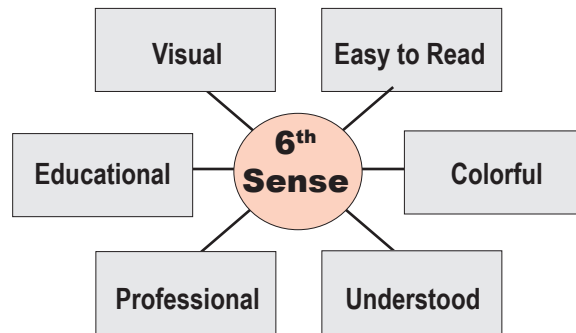 Visual
Easy to Read
6th
Sense
Educational
Colorful
Professional
Understood